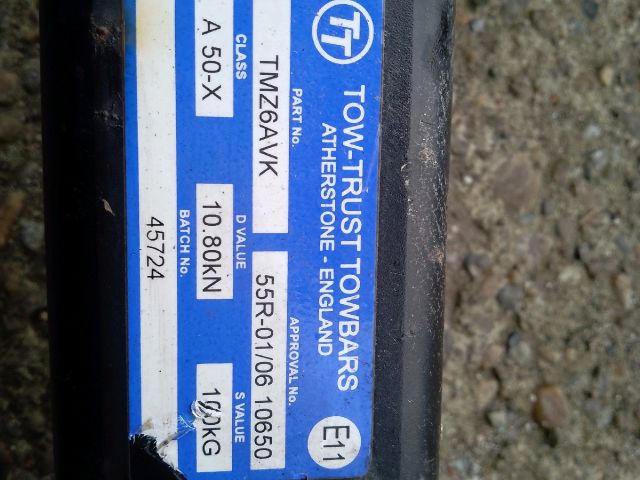 TT TOW-TRUST TOWBARS
ATHERSTONE - ENGLAND
E11
PART No. APPROVAL No.
TMZ6AVK 55R-01/06 10650
CLASS D VALUE S VALUE
A 50-X 10.80kN
BATCH No.
45724